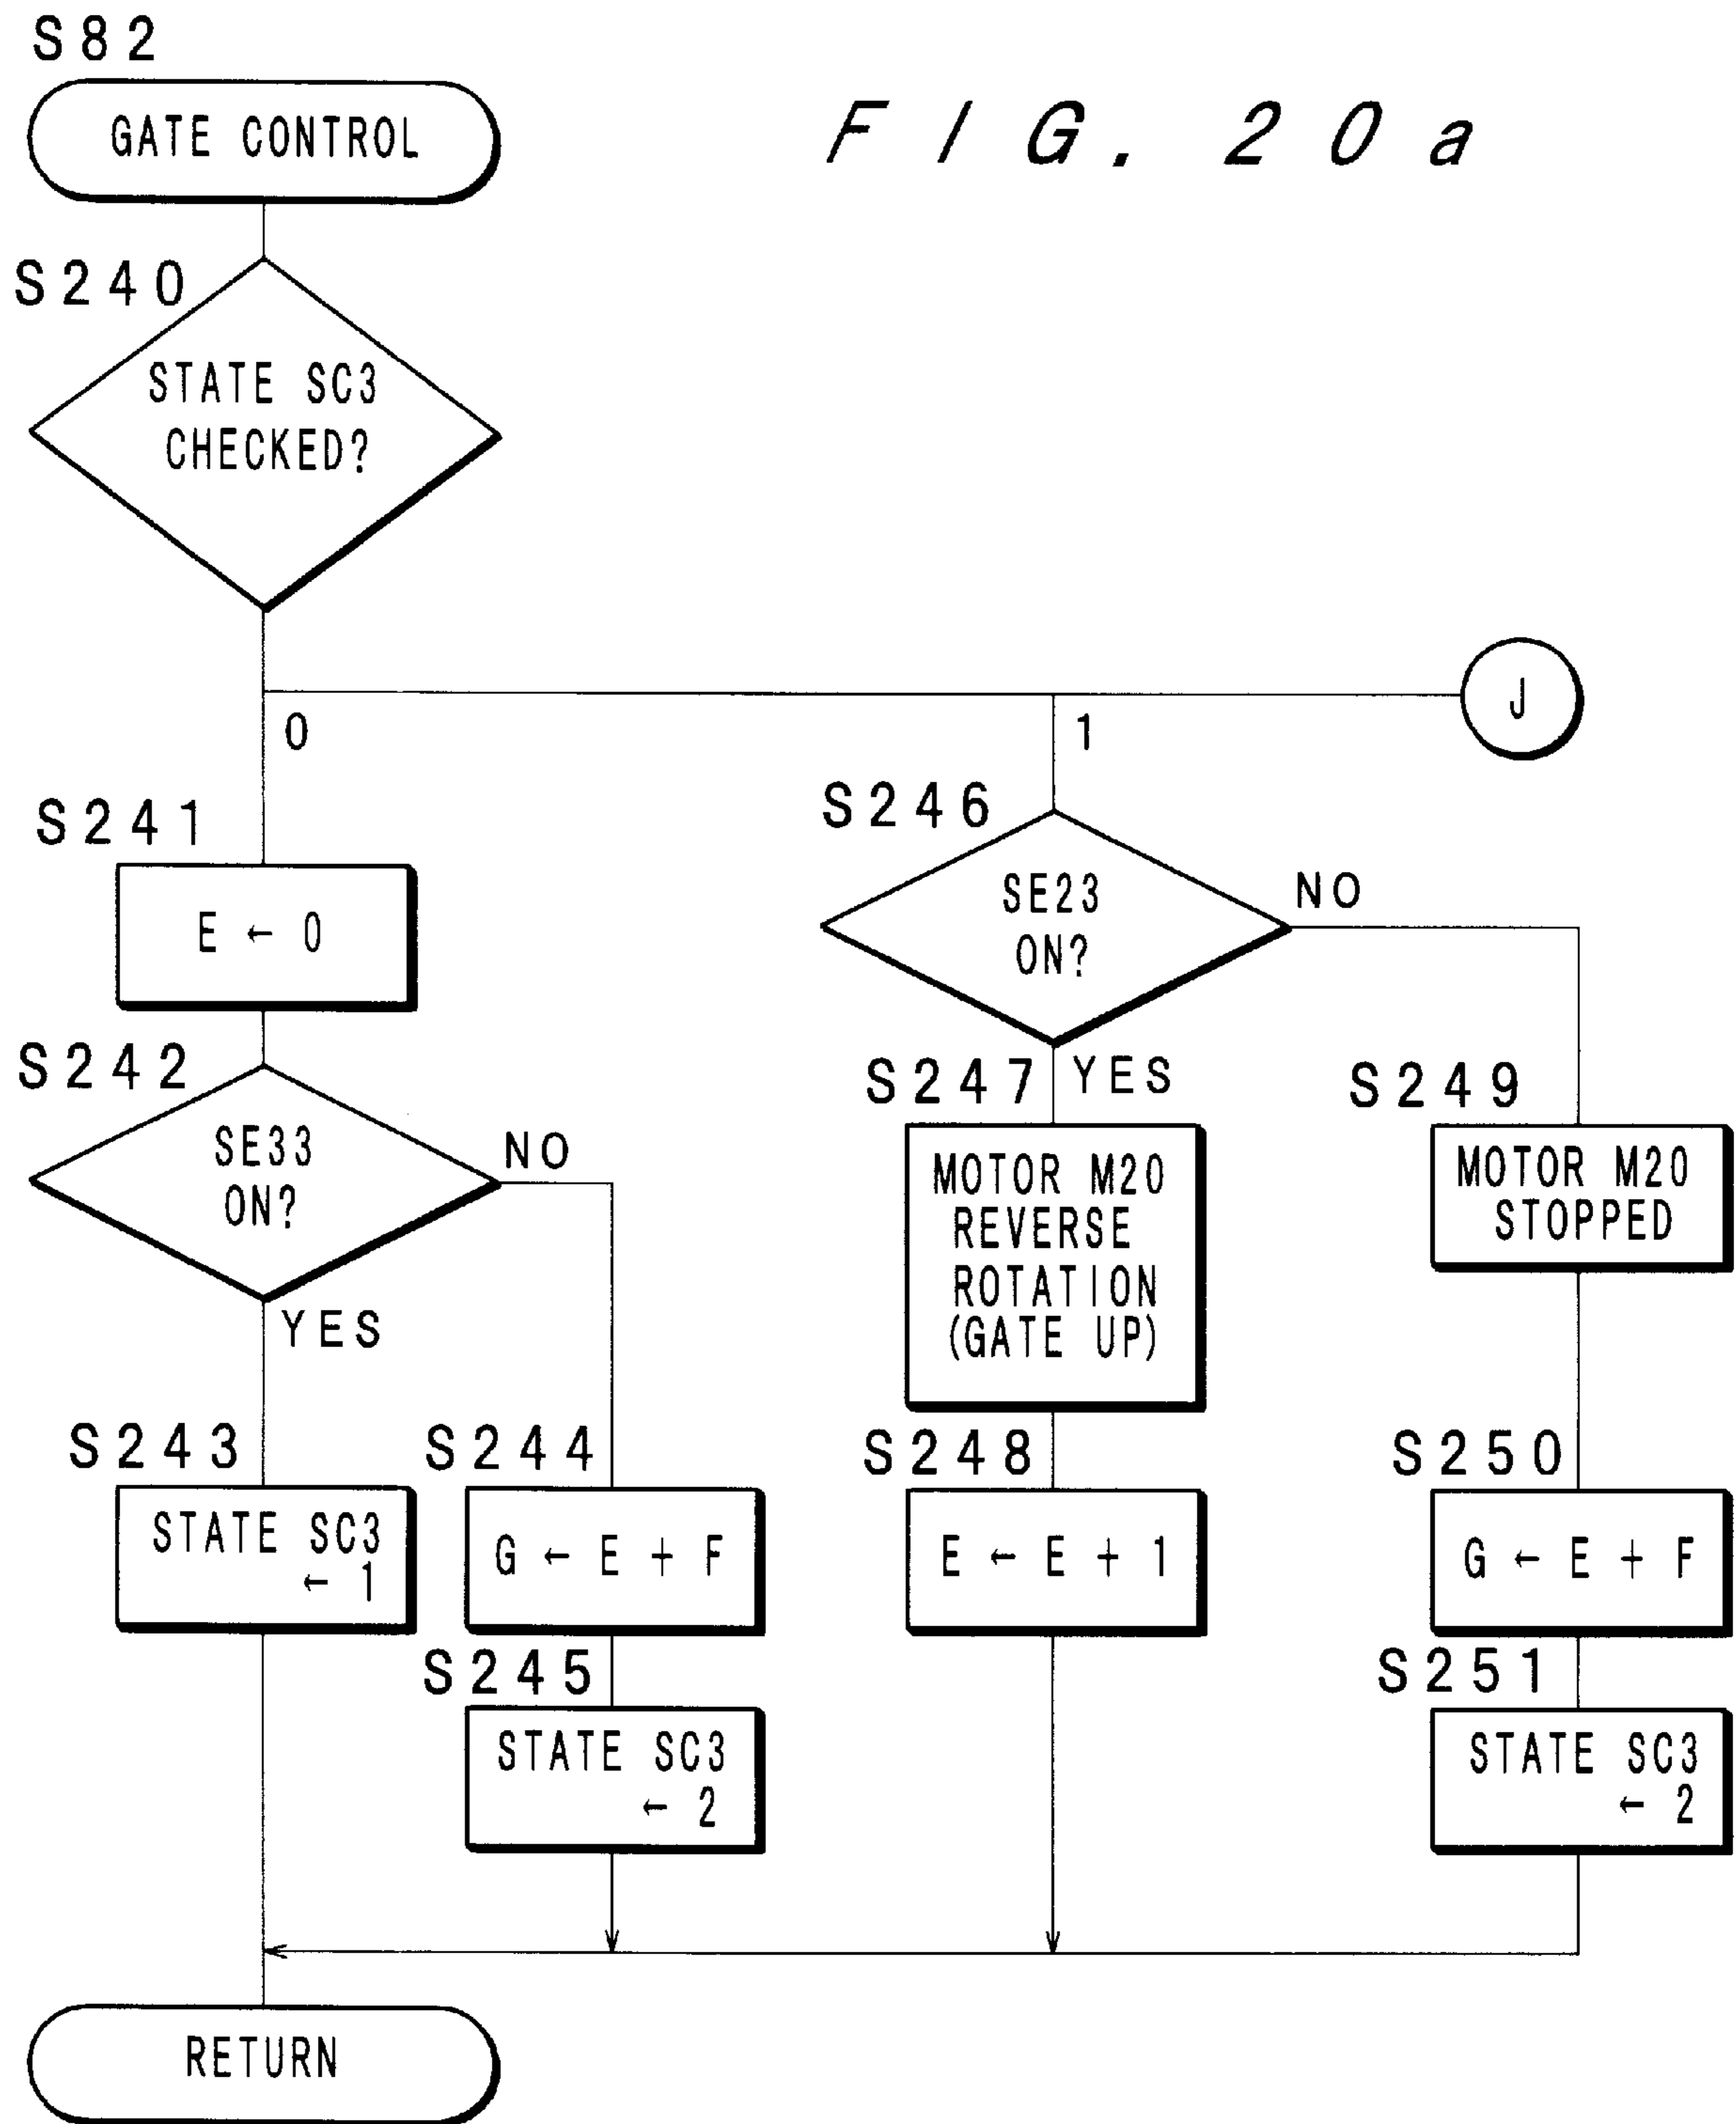 S82
GATE CONTROL
FIG. 20a
S240
STATE SC3
CHECKED?
0
1
J
S241
E ← 0
S242
SE33
ON?
NO
YES
S243
STATE SC3
← 1
S244
G ← E + F
S245
STATE SC3
← 2
S246
SE23
ON?
NO
YES
S247
MOTOR M20
REVERSE
ROTATION
(GATE UP)
S248
E ← E + 1
S249
MOTOR M20
STOPPED
S250
G ← E + F
S251
STATE SC3
← 2
RETURN